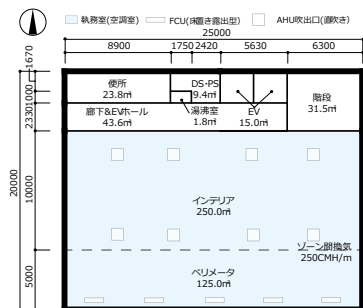 執務室(空調室) FCU(床置き露出型) AHU吹出口(直吹き)
25000
8900 1750 2420 5630 6300
1670
1000
2330
20000
10000
5000
便所
23.8㎡
DS・PS
9.4㎡
階段
31.5㎡
廊下&EVホール
43.6㎡
湯沸室
1.8㎡
EV
15.0㎡
インテリア
250.0㎡
ゾーン間換気
250CMH/m
ペリメータ
125.0㎡